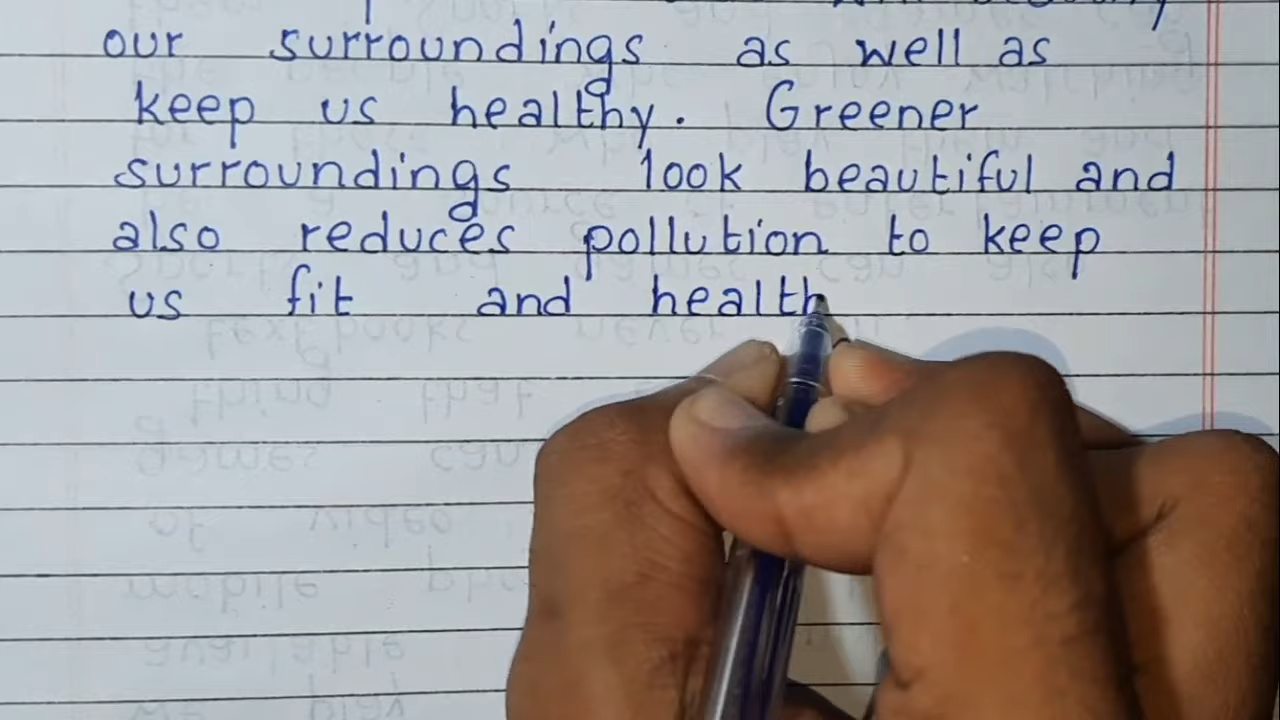 our surroundings as well as
keep us healthy. Greener
surroundings look beautiful and
also reduces pollution to keep
us fit and health